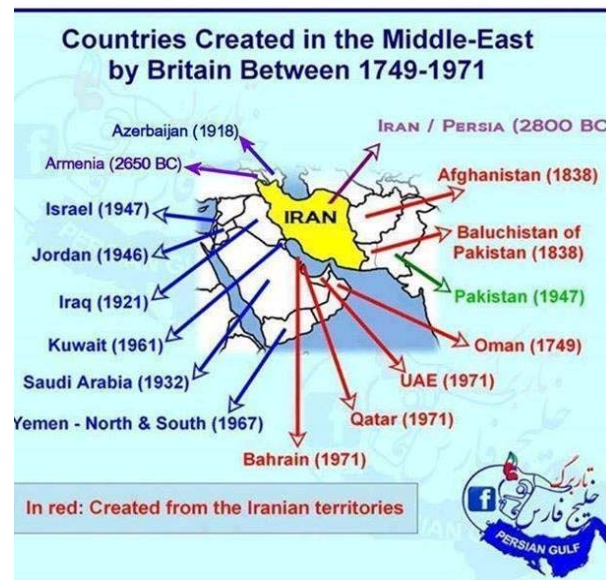 Countries Created in the Middle-East
by Britain Between 1749-1971
Azerbaijan (1918)
IRAN / PERSIA (2800 BC
Armenia (2650 BC)
Afghanistan (1838)
Israel (1947)
IRAN
Baluchistan of
Pakistan (1838)
Jordan (1946)
Iraq (1921)
Pakistan (1947)
Kuwait (1961)
Oman (1749)
Saudi Arabia (1932)
UAE (1971)
Yemen - North & South (1967)
Qatar (1971)
Bahrain (1971)
In red: Created from the Iranian territories
تاربرگ
خلیج فارس
f
PERSIAN GULF